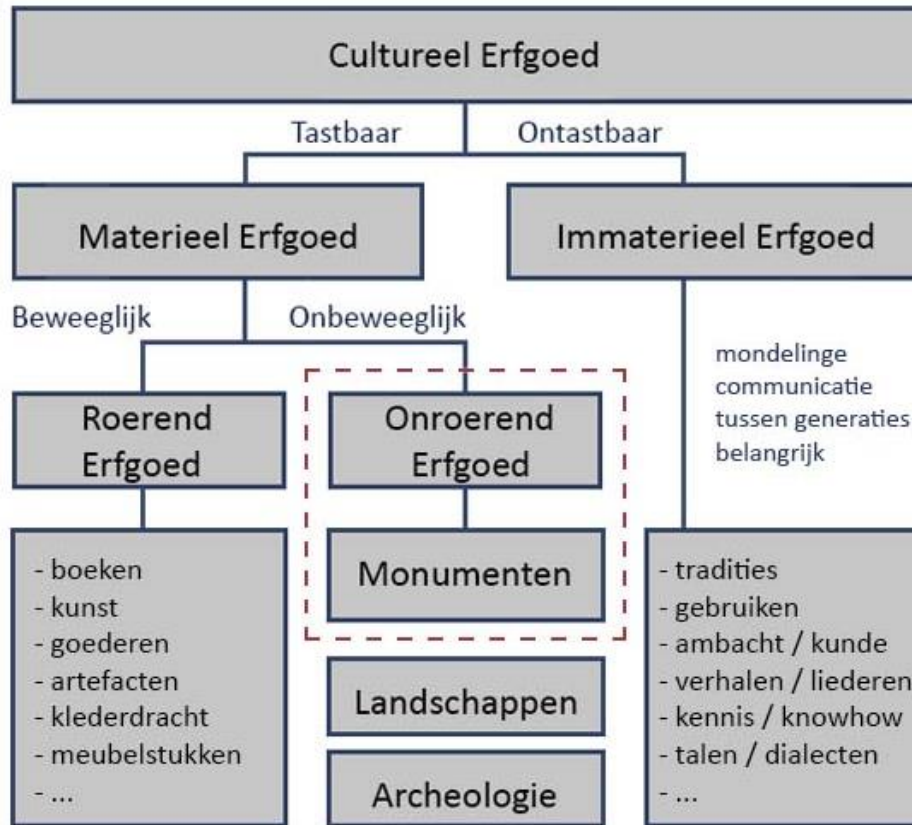 Cultureel Erfgoed
Tastbaar
Ontastbaar
Materieel Erfgoed
Immaterieel Erfgoed
Beweeglijk
Onbeweeglijk
mondelinge
communicatie
tussen generaties
belangrijk
Roerend
Erfgoed
Onroerend
Erfgoed
- boeken
- kunst
- goederen
- artefacten
- klederdracht
- meubelstukken
- ...
Monumenten
Landschappen
Archeologie
- tradities
- gebruiken
- ambacht / kunde
- verhalen / liederen
- kennis / knowhow
- talen / dialecten
- ...